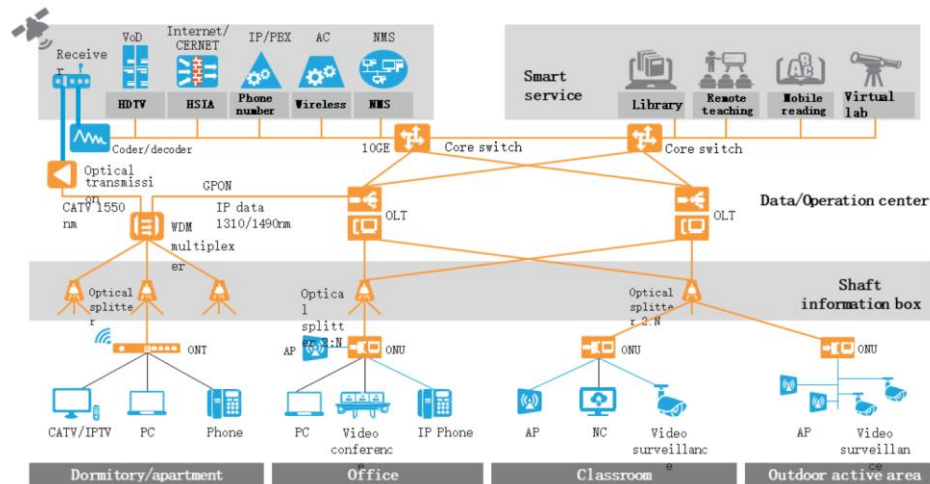 VoD
Internet/
CERNET
IP/PBX
AC
NMS
Receive
r
HDTV
HSIA
Phone
number
Wireless
NMS
Smart
service
Library
Remote
teaching
Mobile
reading
Virtual
lab
Coder/decoder
10GE
Core switch
Core switch
Optical
transmissi
on
GPON
CATV 1550
nm
IP data
1310/1490nm
WDM
multiplex
er
OLT
OLT
Data/Operation center
Optical
splitte
r
Optica
l
splitt
er 2:N
Optical
splitte
r 2:N
Shaft
information box
ONT
AP
ONU
ONU
ONU
CATV/IPTV
PC
Phone
PC
Video
conferenc
e
IP Phone
AP
NC
Video
surveillanc
e
AP
Video
surveillan
ce
Dormitory/apartment
Office
Classroom
Outdoor active area